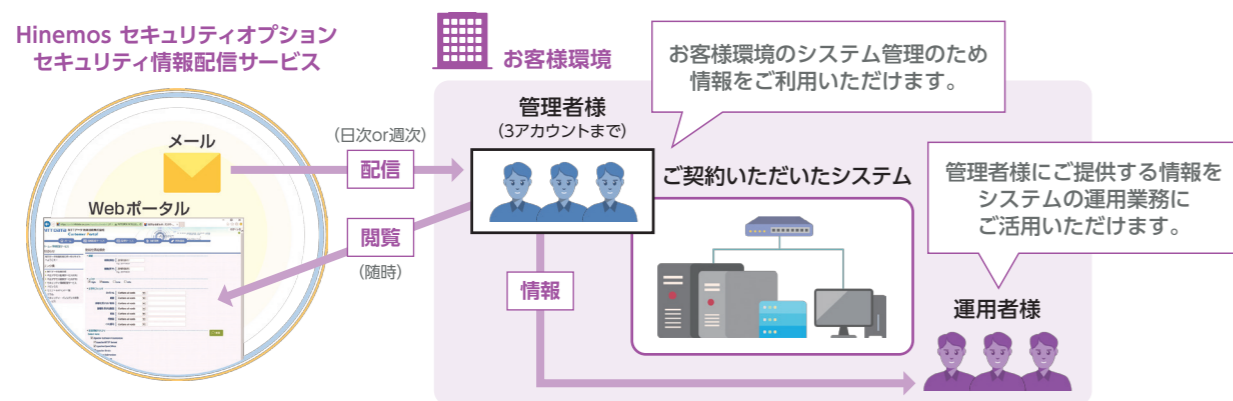 Hinemos セキュリティオプション
セキュリティ情報配信サービス
メール
Webポータル
(日次or週次)
配信
閲覧
(随時)
お客様環境
管理者様
(3アカウントまで)
お客様環境のシステム管理のため
情報をご利用いただけます。
ご契約いただいたシステム
情報
管理者様にご提供する情報を
システムの運用業務に
ご活用いただけます。
運用者様